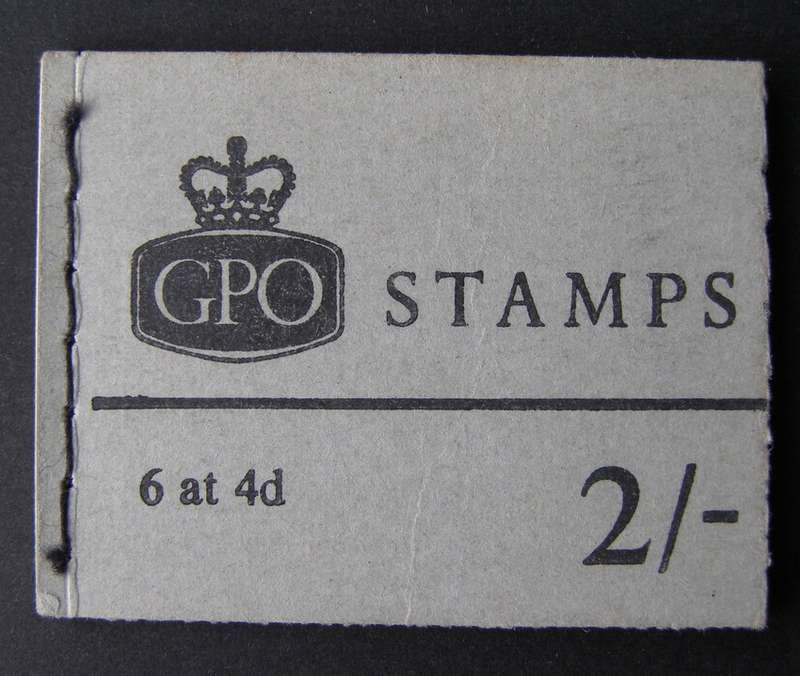 GPO STAMPS
6 at 4d
2/-